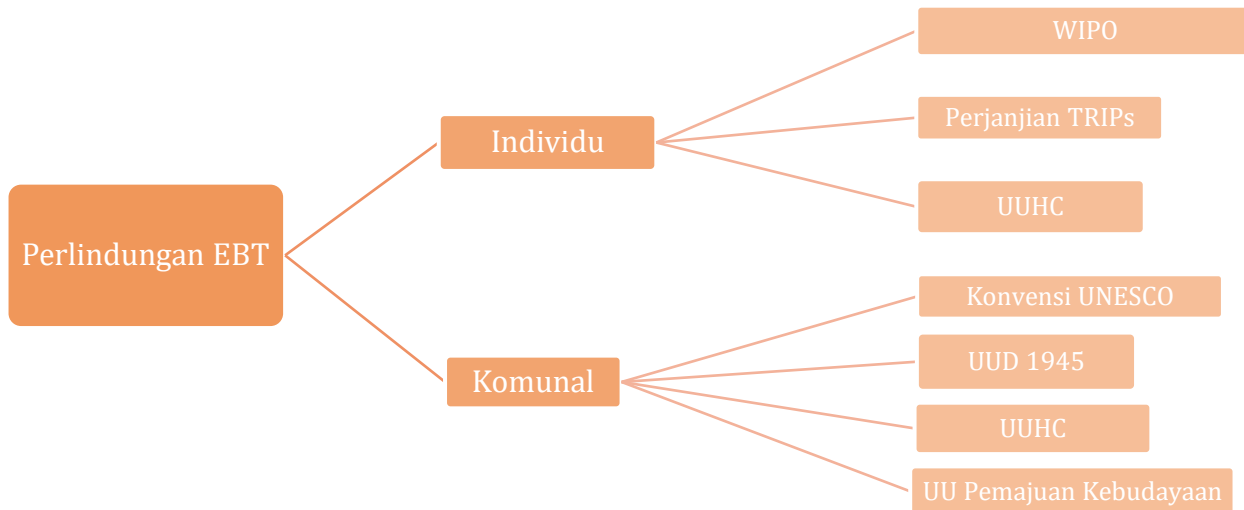 Perlindungan EBT
Individu
WIPO
Perjanjian TRIPs
UUHC
Komunal
Konvensi UNESCO
UUD 1945
UUHC
UU Pemajuan Kebudayaan